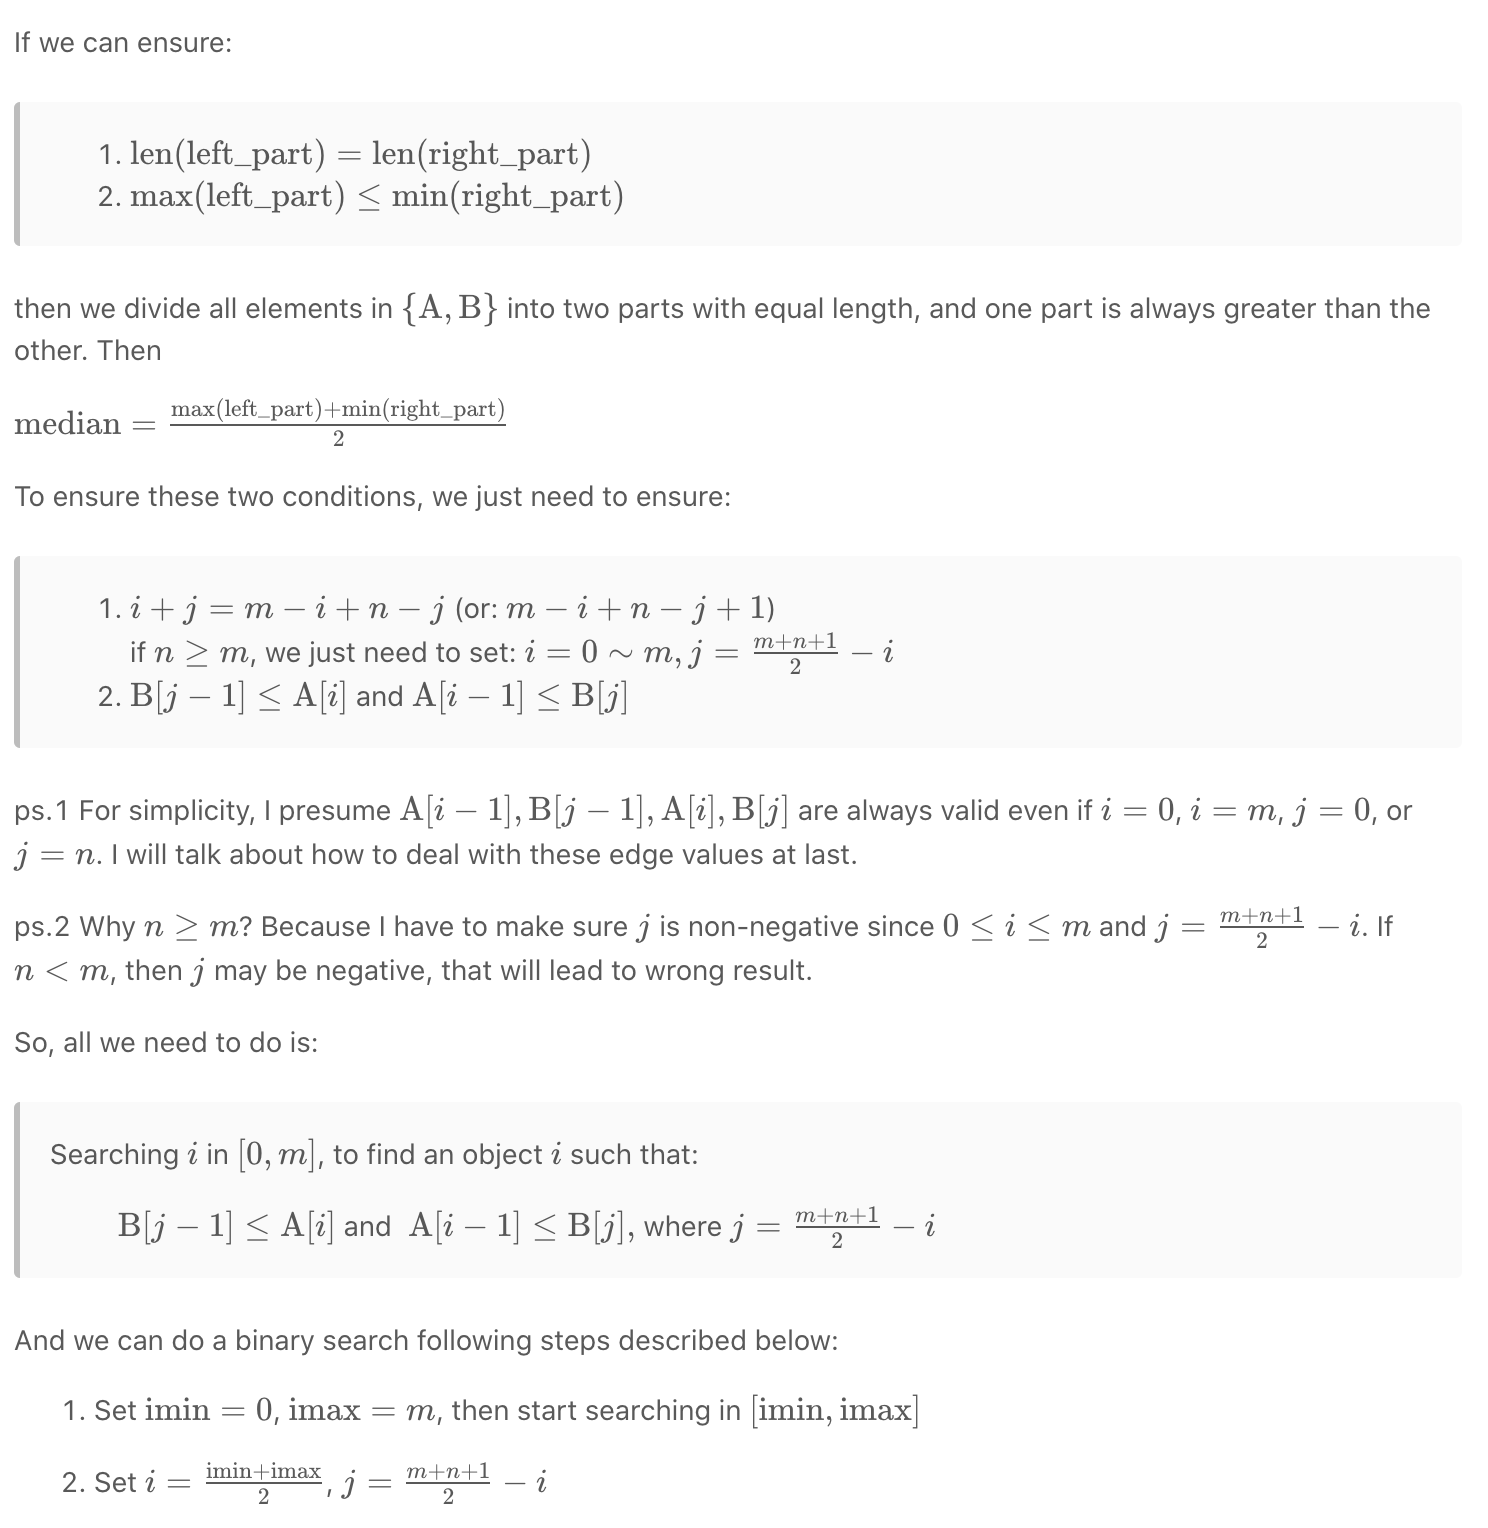 If we can ensure:
1. len(left_part) = len(right_part)
2. max(left_part) ≤ min(right_part)
then we divide all elements in {A, B} into two parts with equal length, and one part is always greater than the
other. Then
median = \frac{max(left_part)+min(right_part)}{2}
To ensure these two conditions, we just need to ensure:
1. i + j = m − i + n − j (or: m − i + n − j + 1)
if n ≥ m, we just need to set: i = 0 ∼ m, j = \frac{m+n+1}{2} − i
2. B[j − 1] ≤ A[i] and A[i − 1] ≤ B[j]
ps.1 For simplicity, I presume A[i − 1], B[j − 1], A[i], B[j] are always valid even if i = 0, i = m, j = 0, or
j = n. I will talk about how to deal with these edge values at last.
ps.2 Why n ≥ m? Because I have to make sure j is non-negative since 0 ≤ i ≤ m and j = \frac{m+n+1}{2} − i. If
n < m, then j may be negative, that will lead to wrong result.
So, all we need to do is:
Searching i in [0, m], to find an object i such that:
B[j − 1] ≤ A[i] and A[i − 1] ≤ B[j], where j = \frac{m+n+1}{2} − i
And we can do a binary search following steps described below:
1. Set imin = 0, imax = m, then start searching in [imin, imax]
2. Set i = \frac{imin+imax}{2}, j = \frac{m+n+1}{2} − i